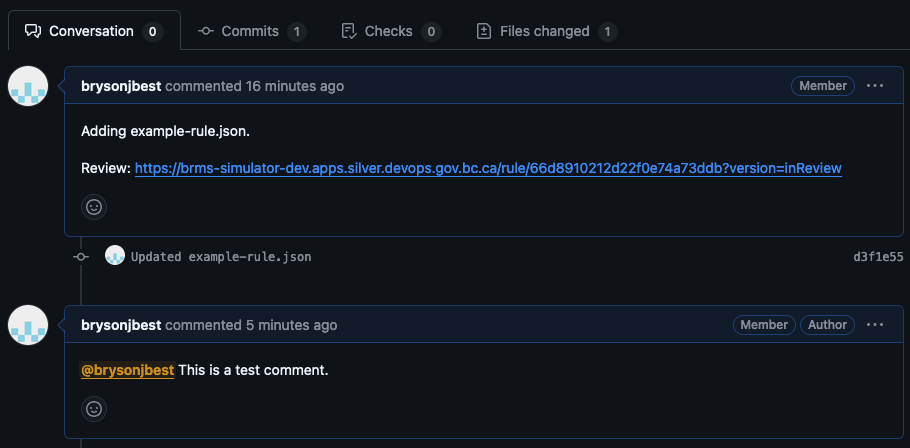 Conversation 0 Commits 1 Checks 0 Files changed 1
brysonjbest commented 16 minutes ago Member
Adding example-rule.json.
Review: https://brms-simulator-dev.apps.silver.devops.gov.bc.ca/rule/66d8910212d22f0e74a73ddb?version=inReview
Updated example-rule.json d3f1e55
brysonjbest commented 5 minutes ago Member Author
@brysonjbest This is a test comment.